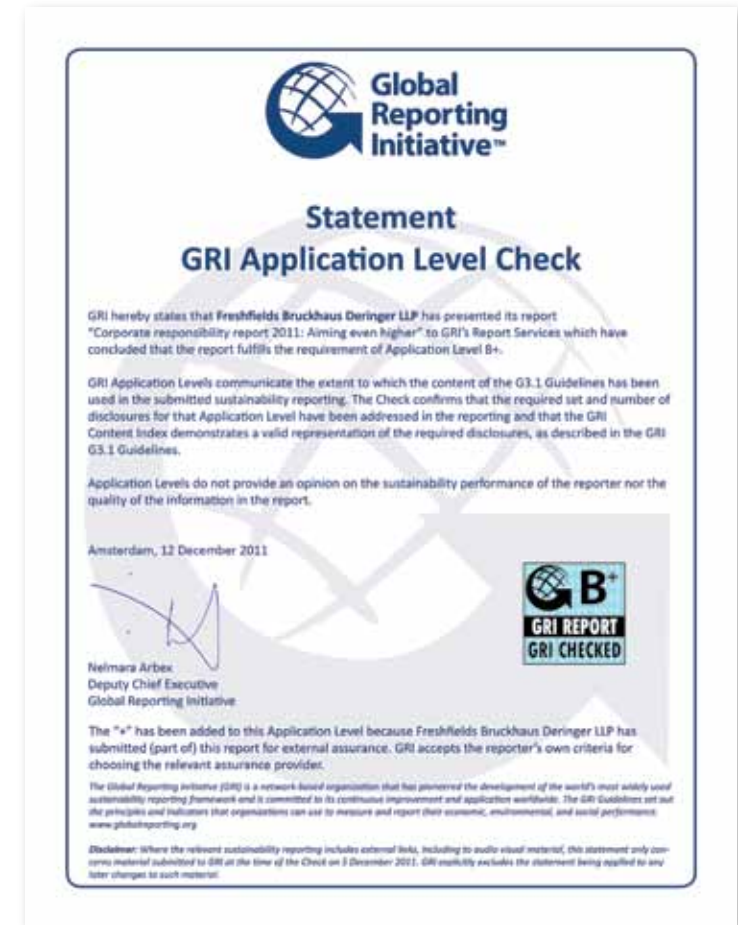 Global
Reporting
Initiative™
Statement
GRI Application Level Check
GRI hereby states that Freshfields Bruckhaus Deringer LLP has presented its report
"Corporate responsibility report 2011: Aiming even higher" to GRI's Report Services which have
concluded that the report fulfills the requirement of Application Level B+.
GRI Application Levels communicate the extent to which the content of the G3.1 Guidelines has been
used in the submitted sustainability reporting. The Check confirms that the required set and number of
disclosures for that Application Level have been addressed in the reporting and that the GRI
Content Index demonstrates a valid representation of the required disclosures, as described in the GRI
G3.1 Guidelines.
Application Levels do not provide an opinion on the sustainability performance of the reporter nor the
quality of the information in the report.
Amsterdam, 12 December 2011
B+
GRI REPORT
GRI CHECKED
Nelmara Arbex
Deputy Chief Executive
Global Reporting Initiative
The "+" has been added to this Application Level because Freshfields Bruckhaus Deringer LLP has
submitted (part of) this report for external assurance. GRI accepts the reporter's own criteria for
choosing the relevant assurance provider.
The Global Reporting Initiative (GRI) is a network-based organization that has pioneered the development of the world's most widely used
sustainability reporting framework and is committed to its continuous improvement and application worldwide. The GRI Guidelines set out
the principles and indicators that organizations can use to measure and report their economic, environmental, and social performance.
www.globalreporting.org
Disclaimer: Where the relevant sustainability reporting includes external links, including to audio visual material, this statement only con-
cerns material submitted to GRI at the time of the Check on 5 December 2011. GRI explicitly excludes the statement being applied to any
later changes to such material.